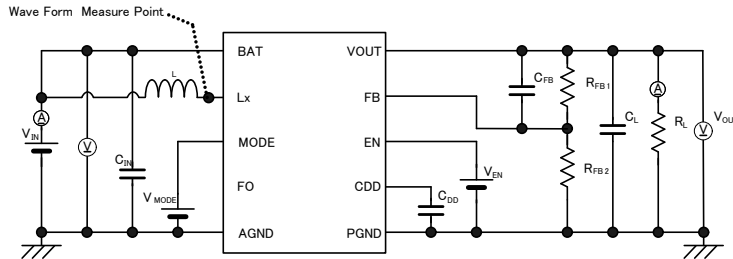 Wave Form Measure Point
BAT VOUT
L
Lx FB
CFB RFB1
A A
VIN
V CIN
MODE EN
CL RL V VOU
VMODE
FO CDD
VEN
RFB2
CDD
AGND PGND